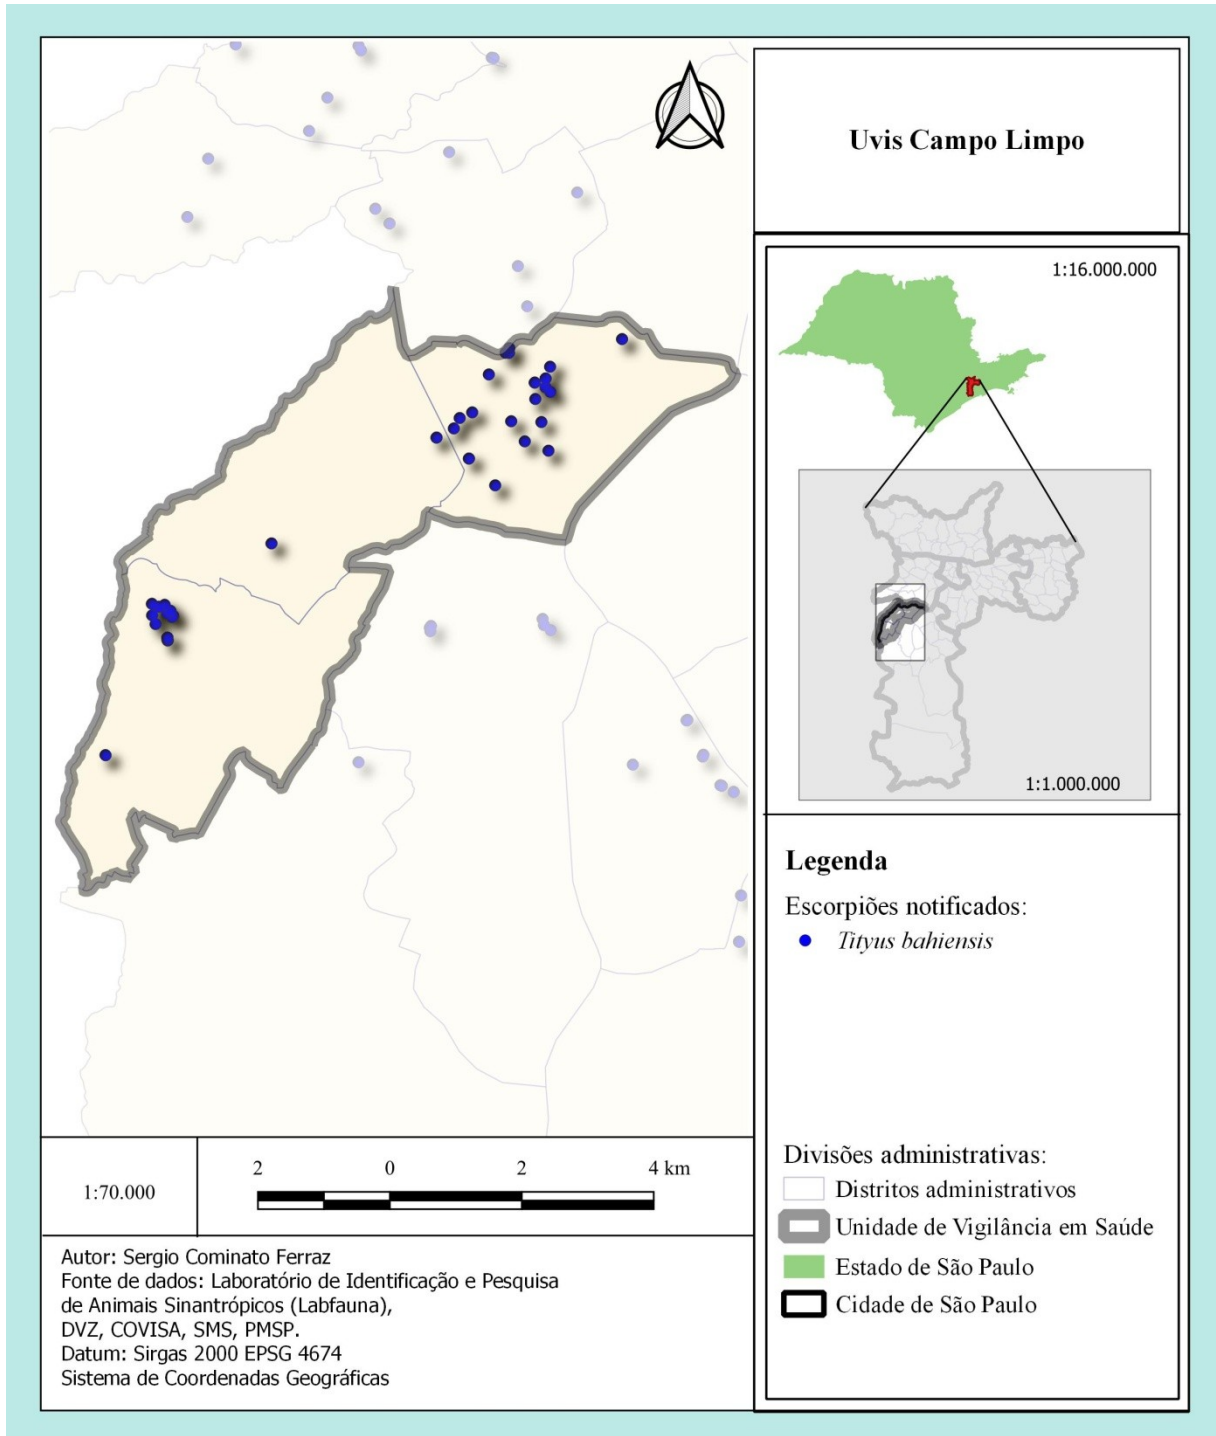 Uvis Campo Limpo
1:16.000.000
1:1.000.000
Legenda
Escorpiões notificados:
Tityus bahiensis
Divisões administrativas:
Distritos administrativos
Unidade de Vigilância em Saúde
Estado de São Paulo
Cidade de São Paulo
1:70.000
2 0 2 4 km
Autor: Sergio Cominato Ferraz
Fonte de dados: Laboratório de Identificação e Pesquisa
de Animais Sinantrópicos (Labfauna),
DVZ, COVISA, SMS, PMSP.
Datum: Sirgas 2000 EPSG 4674
Sistema de Coordenadas Geográficas